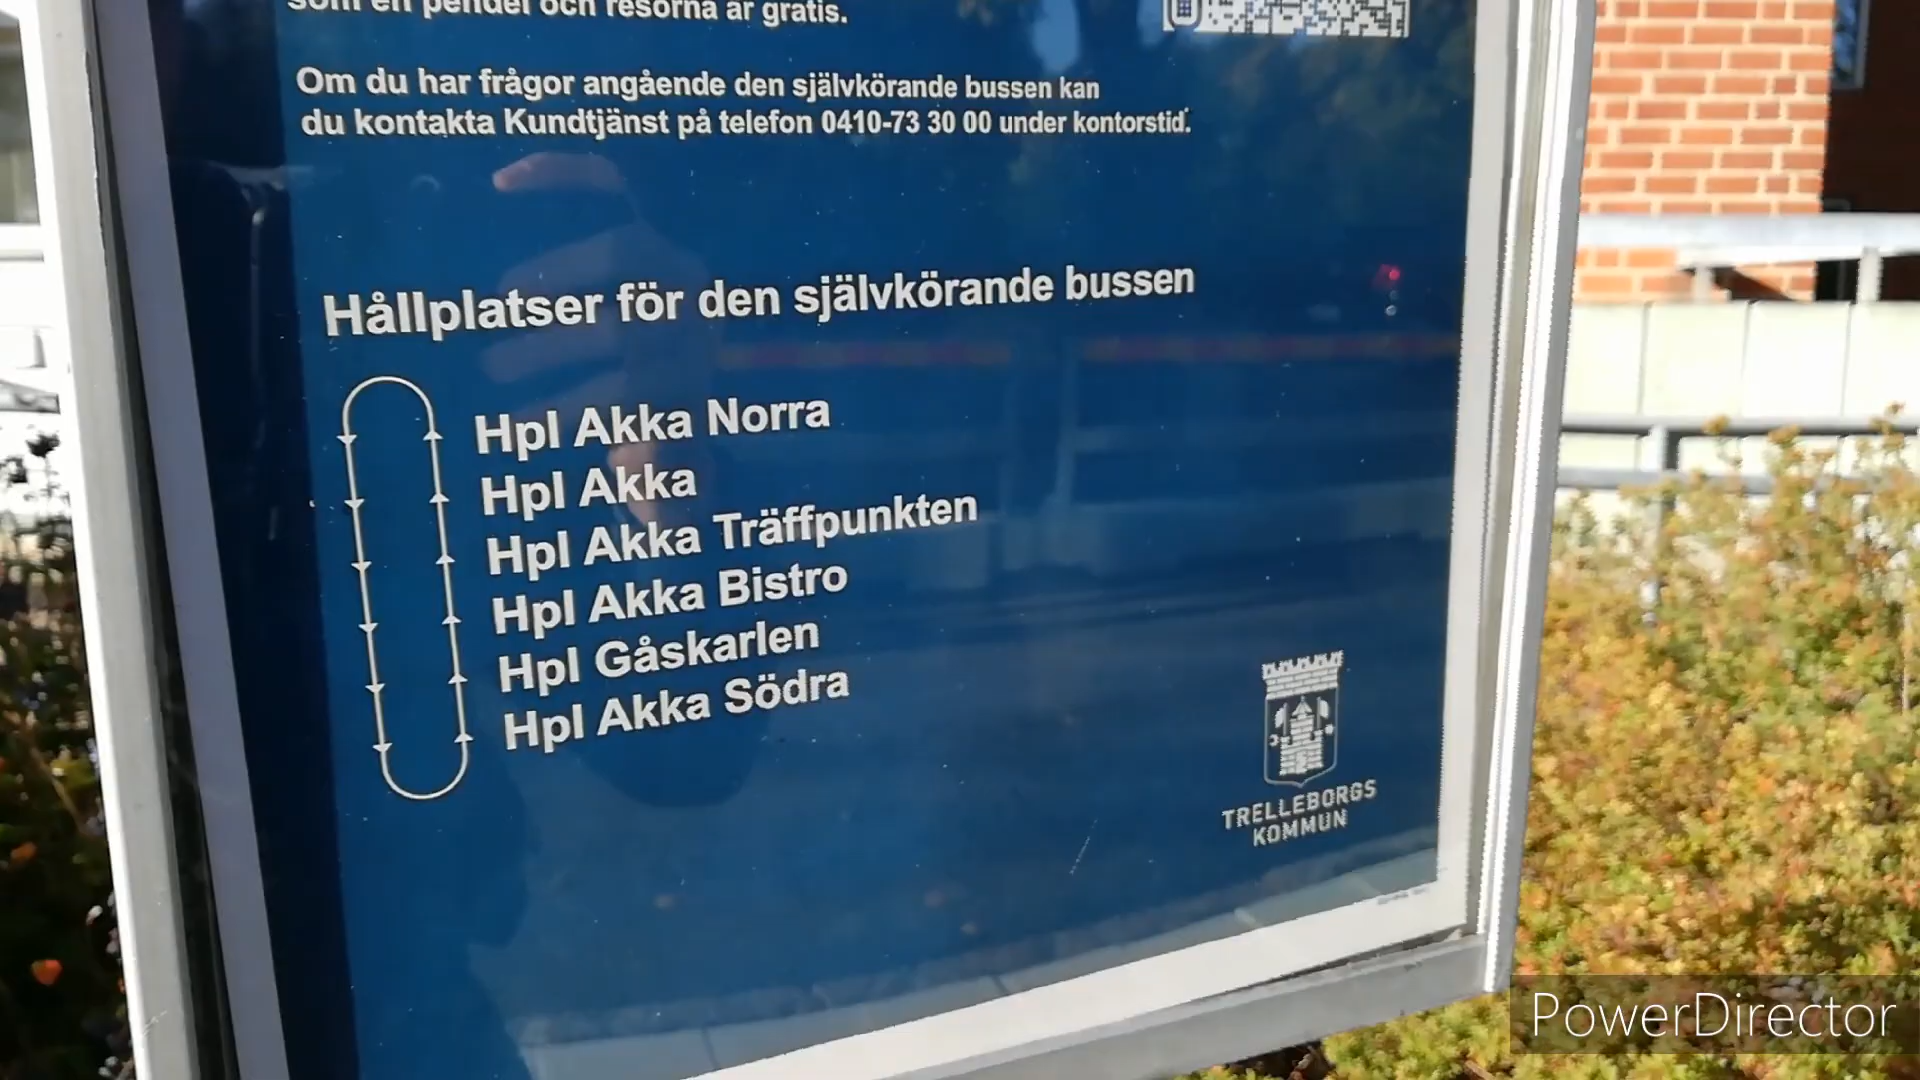 som en pendel och resorna är gratis.
Om du har frågor angående den självkörande bussen kan
du kontakta Kundtjänst på telefon 0410-73 30 00 under kontorstid.
Hållplatser för den självkörande bussen
Hpl Akka Norra
Hpl Akka
Hpl Akka Träffpunkten
Hpl Akka Bistro
Hpl Gåskarlen
Hpl Akka Södra
TRELLEBORGS
KOMMUN
PowerDirector